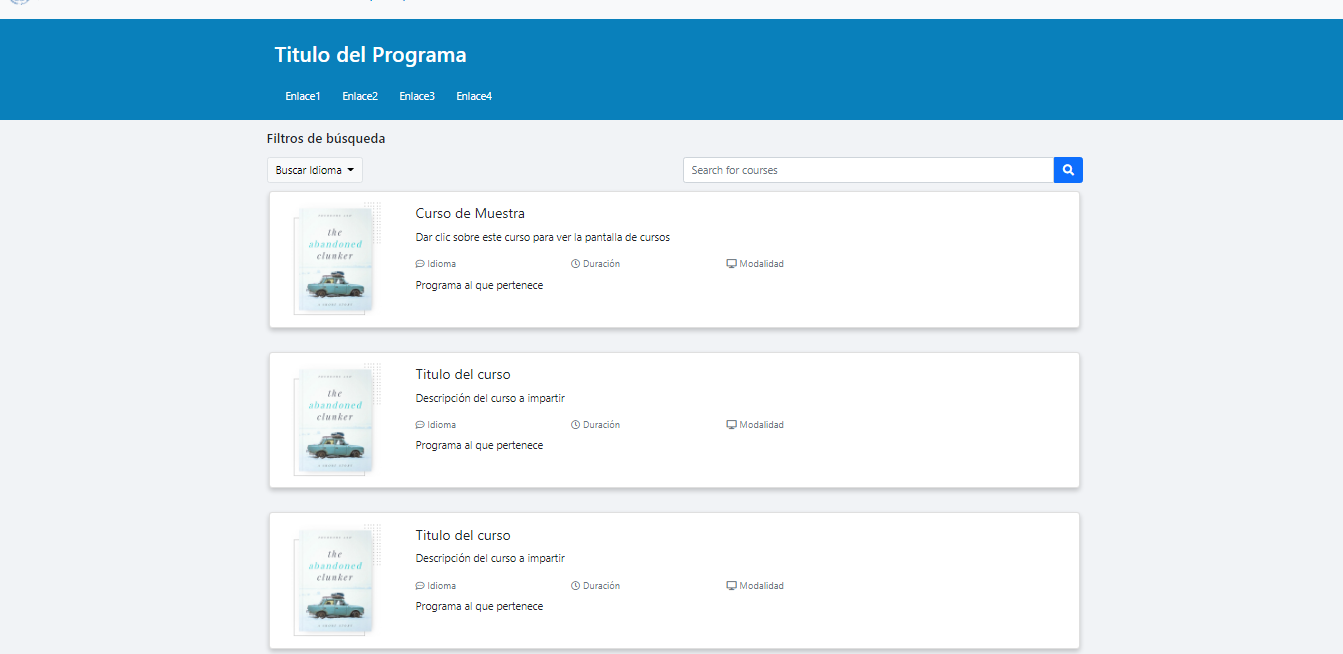 Titulo del Programa
Enlace1 Enlace2 Enlace3 Enlace4
Filtros de búsqueda
Buscar Idioma
Search for courses
the
abandoned
clunker
Curso de Muestra
Dar clic sobre este curso para ver la pantalla de cursos
Idioma Duración Modalidad
Programa al que pertenece
the
abandoned
clunker
Titulo del curso
Descripción del curso a impartir
Idioma Duración Modalidad
Programa al que pertenece
the
abandoned
clunker
Titulo del curso
Descripción del curso a impartir
Idioma Duración Modalidad
Programa al que pertenece